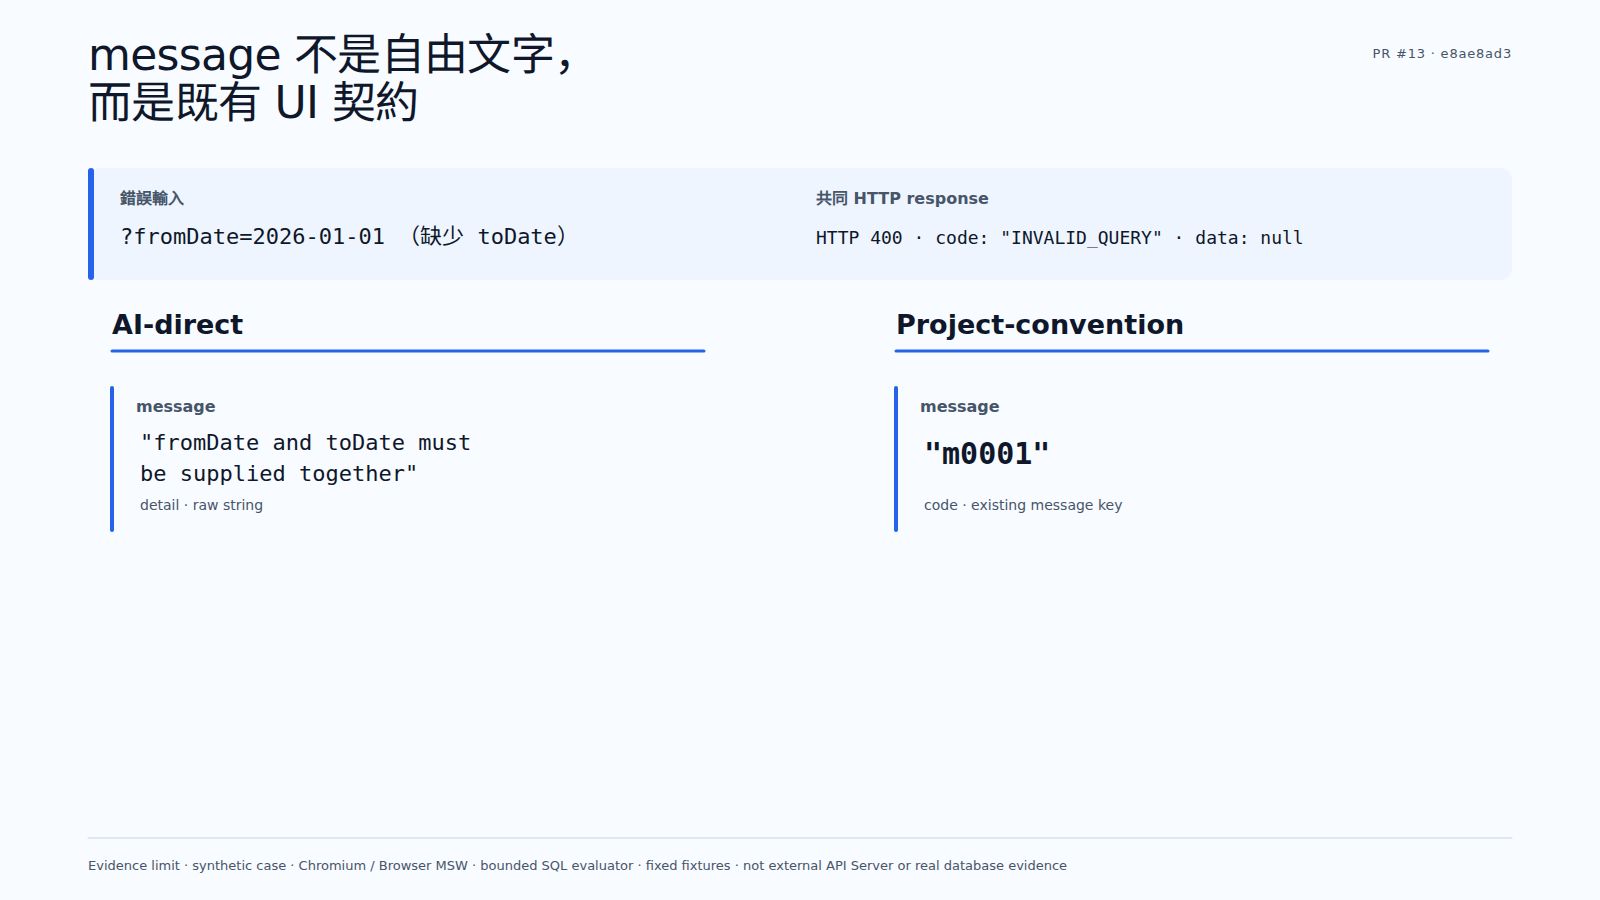 message 不是自由文字，
而是既有 UI 契約
PR #13 · e8ae8ad3
錯誤輸入
?fromDate=2026-01-01 （缺少 toDate）
共同 HTTP response
HTTP 400 · code: "INVALID_QUERY" · data: null
AI-direct
message
"fromDate and toDate must
be supplied together"
detail · raw string
Project-convention
message
"m0001"
code · existing message key
Evidence limit · synthetic case · Chromium / Browser MSW · bounded SQL evaluator · fixed fixtures · not external API Server or real database evidence